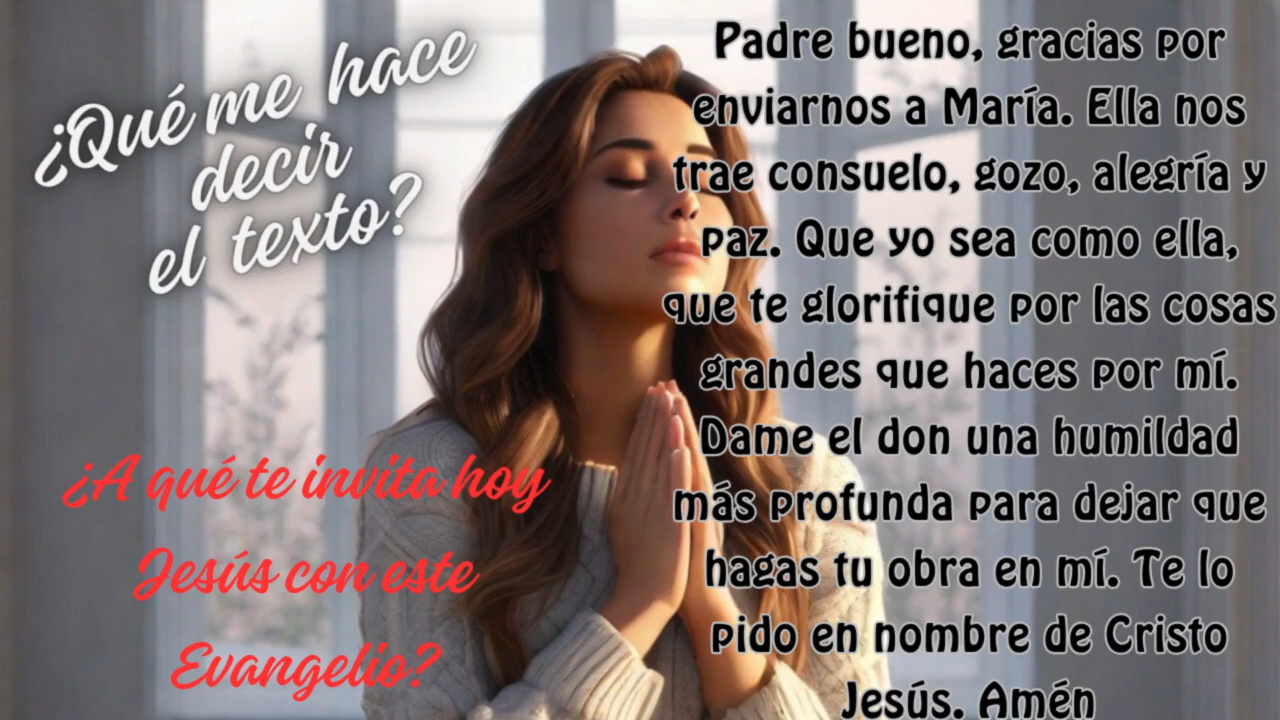 ¿Qué me hace
decir
el texto?
¿A qué te invita hoy
Jesús con este
Evangelio?
Padre bueno, gracias por
enviarnos a María. Ella nos
trae consuelo, gozo, alegría y
paz. Que yo sea como ella,
que te glorifique por las cosas
grandes que haces por mí.
Dame el don una humildad
más profunda para dejar que
hagas tu obra en mí. Te lo
pido en nombre de Cristo
Jesús. Amén